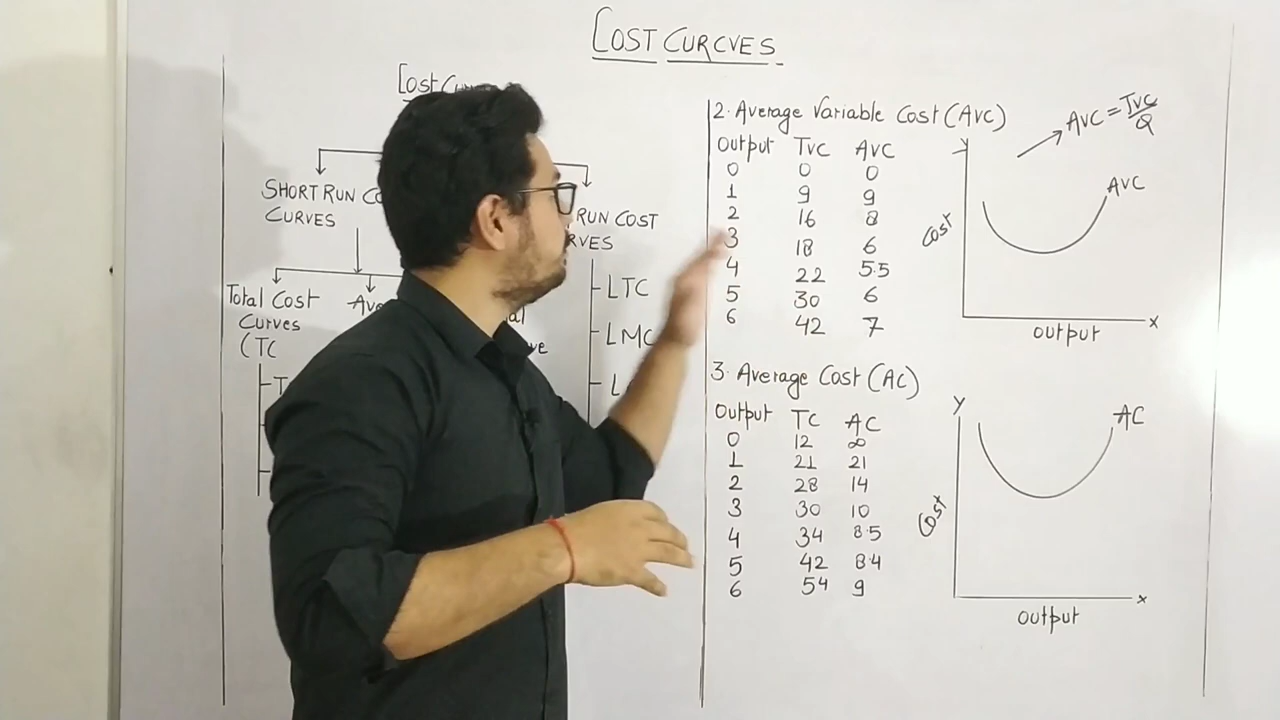 COST CURCVES
Cost
SHORT RUN
CURVES
RUN COST
Total Cost
Curves
(TC
LTC
LMC
2. Average Variable Cost (AVC)
Output TVC AVC
0 0 0
1 9 9
2 16 8
3 18 6
4 22 5.5
5 30 6
6 42 7
AVC = TVC/Q
Y
AVC
Cost
Output
X
3. Average Cost (AC)
Output TC AC
0 12 ∞
1 21 21
2 28 14
3 30 10
4 34 8.5
5 42 8.4
6 54 9
Y
AC
Cost
Output
X